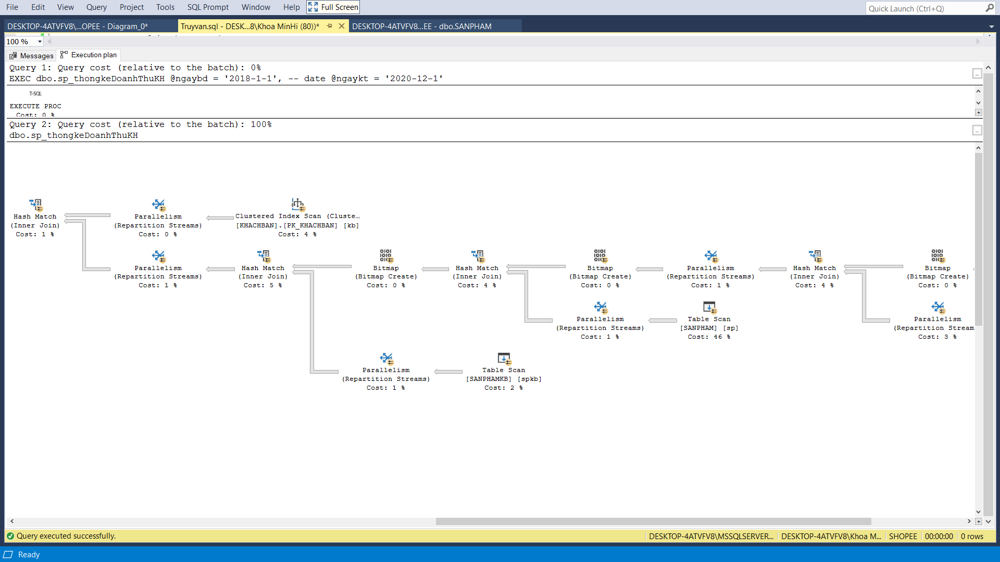 File Edit View Query Project Tools SQL Prompt Window Help Full Screen
Quick Launch (Ctrl+Q)
DESKTOP-4ATVFV8\...OPEE - Diagram_0*
Truyvan.sql - DESK...8\Khoa MinHi (80))*
DESKTOP-4ATVFV8...EE - dbo.SANPHAM
100 %
Messages
Execution plan
Query 1: Query cost (relative to the batch): 0%
EXEC dbo.sp_thongkeDoanhThuKH @ngaybd = '2018-1-1', -- date @ngaykt = '2020-12-1'
T-SQL
EXECUTE PROC
Cost: 0 %
Query 2: Query cost (relative to the batch): 100%
dbo.sp_thongkeDoanhThuKH
Hash Match
(Inner Join)
Cost: 1 %
Parallelism
(Repartition Streams)
Cost: 0 %
Clustered Index Scan (Cluste...
[KHACHBAN].[PK_KHACHBAN] [kb]
Cost: 4 %
Parallelism
(Repartition Streams)
Cost: 1 %
Hash Match
(Inner Join)
Cost: 5 %
Bitmap
(Bitmap Create)
Cost: 0 %
Hash Match
(Inner Join)
Cost: 4 %
Bitmap
(Bitmap Create)
Cost: 0 %
Parallelism
(Repartition Streams)
Cost: 1 %
Hash Match
(Inner Join)
Cost: 4 %
Bitmap
(Bitmap Create)
Cost: 0 %
Parallelism
(Repartition Streams)
Cost: 1 %
Table Scan
[SANPHAM] [sp]
Cost: 46 %
Parallelism
(Repartition Stream
Cost: 3 %
Parallelism
(Repartition Streams)
Cost: 1 %
Table Scan
[SANPHAMKB] [spkb]
Cost: 2 %
Query executed successfully.
DESKTOP-4ATVFV8\MSSQLSERVER...
DESKTOP-4ATVFV8\Khoa M...
SHOPEE
00:00:00
0 rows
Ready